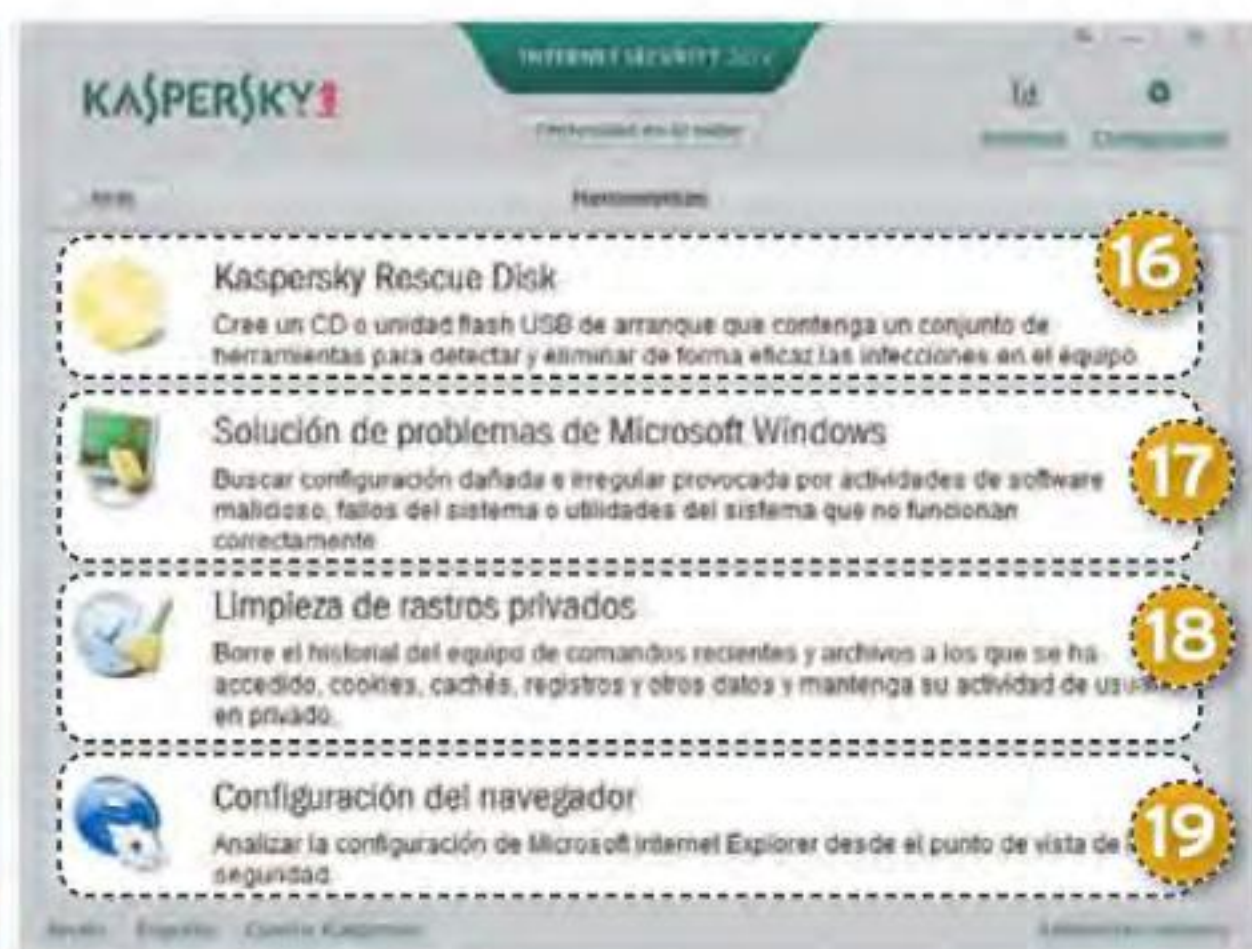 INTERNET SECURITY
KASPERSKY
Herramientas
16
Kaspersky Rescue Disk
Cree un CD o unidad flash USB de arranque que contenga un conjunto de
herramientas para detectar y eliminar de forma eficaz las infecciones en el equipo
17
Solución de problemas de Microsoft Windows
Buscar configuración dañada e irregular provocada por actividades de software
malicioso, fallos del sistema o utilidades del sistema que no funcionan
correctamente
18
Limpieza de rastros privados
Borre el historial del equipo de comandos recientes y archivos a los que se ha
accedido, cookies, cachés, registros y otros datos y mantenga su actividad de
en privado.
19
Configuración del navegador
Analizar la configuración de Microsoft Internet Explorer desde el punto de vista de
seguridad